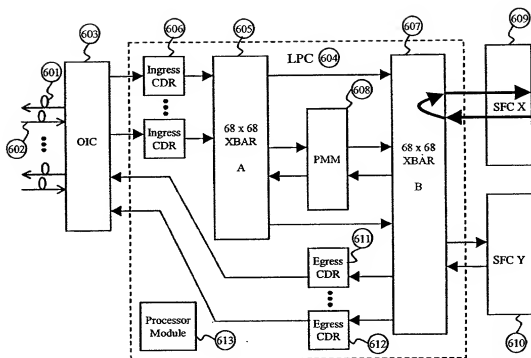 603
606
605
607
609
601
602
OIC
Ingress
CDR
Ingress
CDR
68 x 68
XBAR
A
LPC 604
608
PMM
68 x 68
XBAR
B
SFC X
SFC Y
610
611
Egress
CDR
Egress
CDR
612
Processor
Module
613